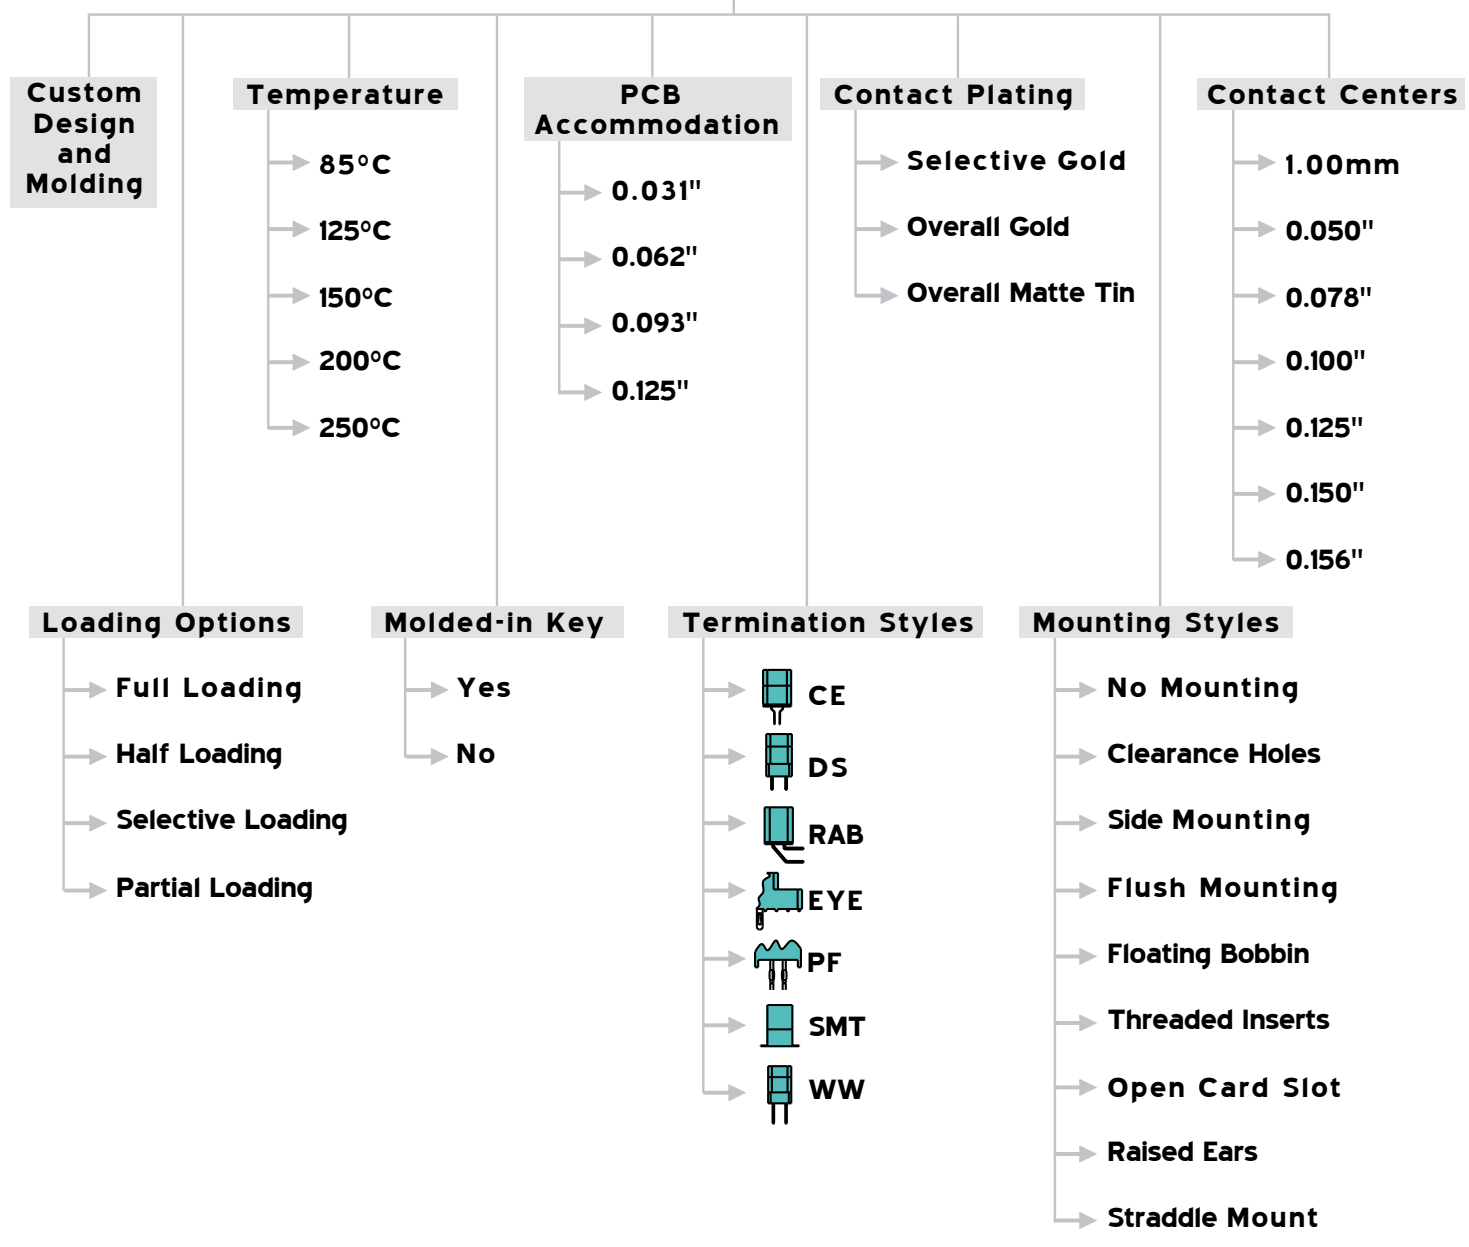 Custom
Design
and
Molding
Temperature
85°C
125°C
150°C
200°C
250°C
PCB
Accommodation
0.031"
0.062"
0.093"
0.125"
Contact Plating
Selective Gold
Overall Gold
Overall Matte Tin
Contact Centers
1.00mm
0.050"
0.078"
0.100"
0.125"
0.150"
0.156"
Loading Options
Full Loading
Half Loading
Selective Loading
Partial Loading
Molded-in Key
Yes
No
Termination Styles
CE
DS
RAB
EYE
PF
SMT
WW
Mounting Styles
No Mounting
Clearance Holes
Side Mounting
Flush Mounting
Floating Bobbin
Threaded Inserts
Open Card Slot
Raised Ears
Straddle Mount